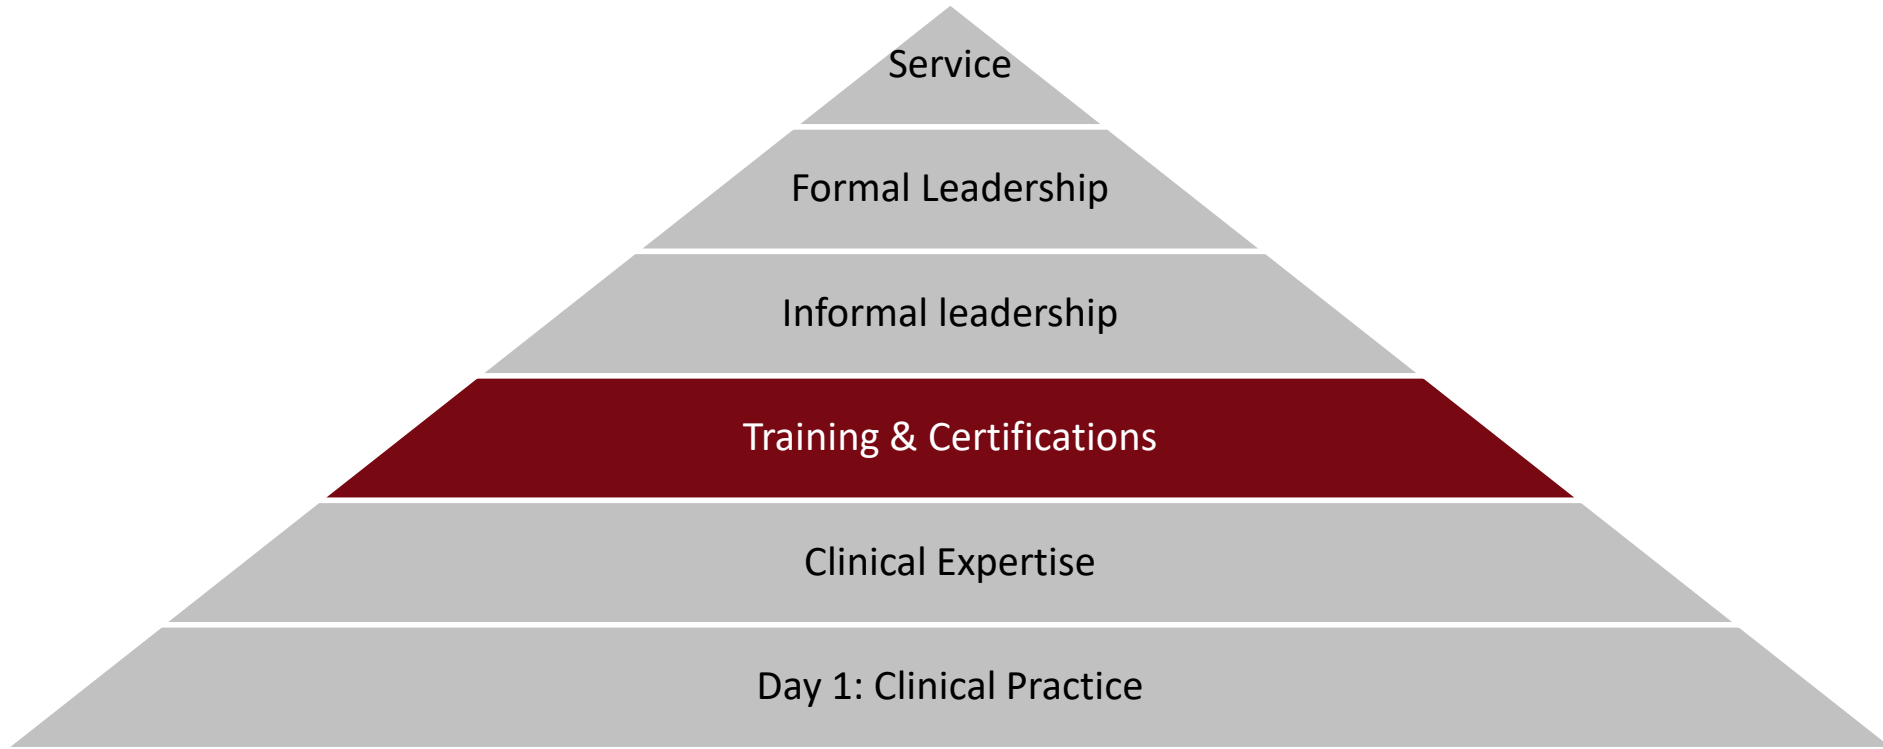 Service
Formal Leadership
Informal leadership
Training & Certifications
Clinical Expertise
Day 1: Clinical Practice